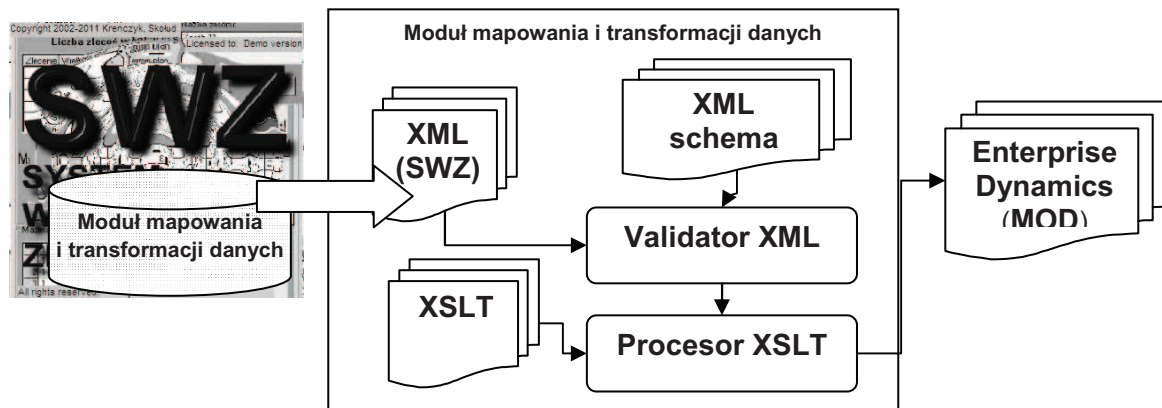 Copyright 2002-2011 Krenczyk, Skołud
Licensed to: Demo version
SWZ
SYSTEM
Moduł mapowania
i transformacji danych
All rights reserved.
Moduł mapowania i transformacji danych
XML
(SWZ)
XML
schema
Validator XML
XSLT
Procesor XSLT
Enterprise
Dynamics
(MOD)